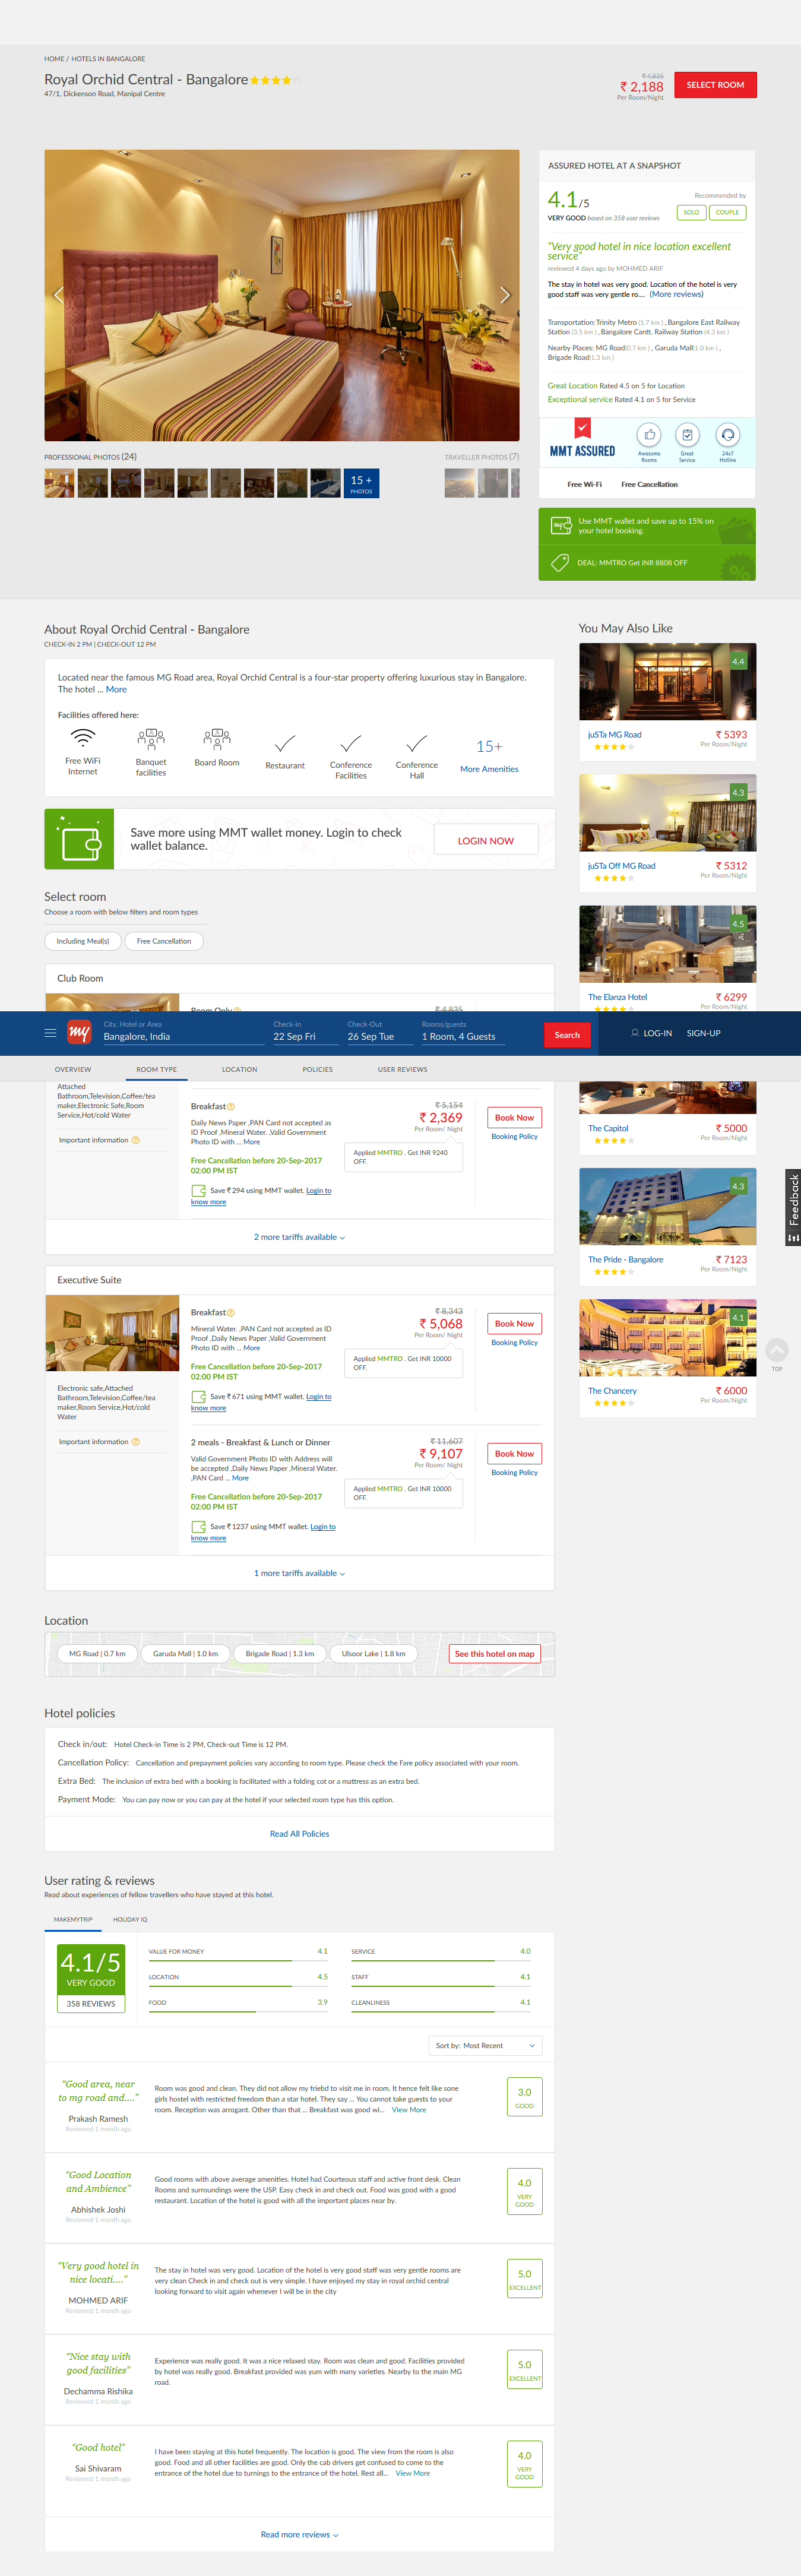 HOME / HOTELS IN BANGALORE
Royal Orchid Central - Bangalore
47/1, Dickenson Road, Manipal Centre
₹ 4,835
₹ 2,188
Per Room/Night
SELECT ROOM
PROFESSIONAL PHOTOS (24)
TRAVELLER PHOTOS (7)
15 +
PHOTOS
ASSURED HOTEL AT A SNAPSHOT
4.1/5
Recommended by
SOLO
COUPLE
VERY GOOD based on 358 user reviews
“Very good hotel in nice location excellent
service”
reviewed 4 days ago by MOHMED ARIF
The stay in hotel was very good. Location of the hotel is very
good staff was very gentle ro.... (More reviews)
Transportation: Trinity Metro (1.7 km ) , Bangalore East Railway
Station (3.5 km ) , Bangalore Cantt. Railway Station (4.3 km )
Nearby Places: MG Road(0.7 km ) , Garuda Mall(1.0 km ) ,
Brigade Road(1.3 km )
Great Location Rated 4.5 on 5 for Location
Exceptional service Rated 4.1 on 5 for Service
MMT ASSURED
Awesome
Rooms
Great
Service
24x7
Hotline
Free Wi-Fi
Free Cancellation
my
Use MMT wallet and save up to 15% on
your hotel booking.
DEAL: MMTRO Get INR 8808 OFF
About Royal Orchid Central - Bangalore
CHECK-IN 2 PM | CHECK-OUT 12 PM
Located near the famous MG Road area, Royal Orchid Central is a four-star property offering luxurious stay in Bangalore.
The hotel ... More
Facilities offered here:
Free WiFi
Internet
Banquet
facilities
Board Room
Restaurant
Conference
Facilities
Conference
Hall
15+
More Amenities
Save more using MMT wallet money. Login to check
wallet balance.
LOGIN NOW
Select room
Choose a room with below filters and room types
Including Meal(s)
Free Cancellation
Club Room
Room Only
₹ 4,835
my
City, Hotel or Area
Bangalore, India
Check-in
22 Sep Fri
Check-Out
26 Sep Tue
Rooms/guests
1 Room, 4 Guests
Search
LOG-IN
SIGN-UP
OVERVIEW
ROOM TYPE
LOCATION
POLICIES
USER REVIEWS
Attached
Bathroom,Television,Coffee/tea
maker,Electronic Safe,Room
Service,Hot/cold Water
Important information
Breakfast
Daily News Paper ,PAN Card not accepted as
ID Proof ,Mineral Water. ,Valid Government
Photo ID with ... More
Free Cancellation before 20-Sep-2017
02:00 PM IST
Save ₹ 294 using MMT wallet. Login to
know more
₹ 5,154
₹ 2,369
Per Room/ Night
Applied MMTRO . Get INR 9240
OFF.
Book Now
Booking Policy
2 more tariffs available
Executive Suite
Electronic safe,Attached
Bathroom,Television,Coffee/tea
maker,Room Service,Hot/cold
Water
Important information
Breakfast
Mineral Water. ,PAN Card not accepted as ID
Proof ,Daily News Paper ,Valid Government
Photo ID with ... More
Free Cancellation before 20-Sep-2017
02:00 PM IST
Save ₹ 671 using MMT wallet. Login to
know more
₹ 8,343
₹ 5,068
Per Room/ Night
Applied MMTRO . Get INR 10000
OFF.
Book Now
Booking Policy
2 meals - Breakfast & Lunch or Dinner
Valid Government Photo ID with Address will
be accepted ,Daily News Paper ,Mineral Water.
,PAN Card ... More
Free Cancellation before 20-Sep-2017
02:00 PM IST
Save ₹ 1237 using MMT wallet. Login to
know more
₹ 11,607
₹ 9,107
Per Room/ Night
Applied MMTRO . Get INR 10000
OFF.
Book Now
Booking Policy
1 more tariffs available
You May Also Like
4.4
juSTa MG Road
₹ 5393
Per Room/Night
4.3
juSTa Off MG Road
₹ 5312
Per Room/Night
4.5
The Elanza Hotel
₹ 6299
Per Room/Night
The Capitol
₹ 5000
Per Room/Night
4.3
The Pride - Bangalore
₹ 7123
Per Room/Night
4.1
The Chancery
₹ 6000
Per Room/Night
Feedback
TOP
Location
MG Road | 0.7 km
Garuda Mall | 1.0 km
Brigade Road | 1.3 km
Ulsoor Lake | 1.8 km
See this hotel on map
Hotel policies
Check in/out: Hotel Check-in Time is 2 PM, Check-out Time is 12 PM.
Cancellation Policy: Cancellation and prepayment policies vary according to room type. Please check the Fare policy associated with your room.
Extra Bed: The inclusion of extra bed with a booking is facilitated with a folding cot or a mattress as an extra bed.
Payment Mode: You can pay now or you can pay at the hotel if your selected room type has this option.
Read All Policies
User rating & reviews
Read about experiences of fellow travellers who have stayed at this hotel.
MAKEMYTRIP
HOLIDAY IQ
4.1/5
VERY GOOD
358 REVIEWS
VALUE FOR MONEY 4.1
SERVICE 4.0
LOCATION 4.5
STAFF 4.1
FOOD 3.9
CLEANLINESS 4.1
Sort by: Most Recent
“Good area, near
to mg road and....”
Prakash Ramesh
Reviewed 1 month ago
Room was good and clean. They did not allow my friebd to visit me in room. It hence felt like sone
girls hostel with restricted freedom than a star hotel. They say ... You cannot take guests to your
room. Reception was arrogant. Other than that ... Breakfast was good wi... View More
3.0
GOOD
“Good Location
and Ambience”
Abhishek Joshi
Reviewed 1 month ago
Good rooms with above average amenities. Hotel had Courteous staff and active front desk. Clean
Rooms and surroundings were the USP. Easy check in and check out. Food was good with a good
restaurant. Location of the hotel is good with all the important places near by.
4.0
VERY
GOOD
“Very good hotel in
nice locati....”
MOHMED ARIF
Reviewed 1 month ago
The stay in hotel was very good. Location of the hotel is very good staff was very gentle rooms are
very clean Check in and check out is very simple. I have enjoyed my stay in royal orchid central
looking forward to visit again whenever I will be in the city
5.0
EXCELLENT
“Nice stay with
good facilities”
Dechamma Rishika
Reviewed 1 month ago
Experience was really good. It was a nice relaxed stay. Room was clean and good. Facilities provided
by hotel was really good. Breakfast provided was yum with many varieties. Nearby to the main MG
road.
5.0
EXCELLENT
“Good hotel”
Sai Shivaram
Reviewed 1 month ago
I have been staying at this hotel frequently. The location is good. The view from the room is also
good. Food and all other facilities are good. Only the cab drivers get confused to come to the
entrance of the hotel due to turnings to the entrance of the hotel. Rest all... View More
4.0
VERY
GOOD
Read more reviews